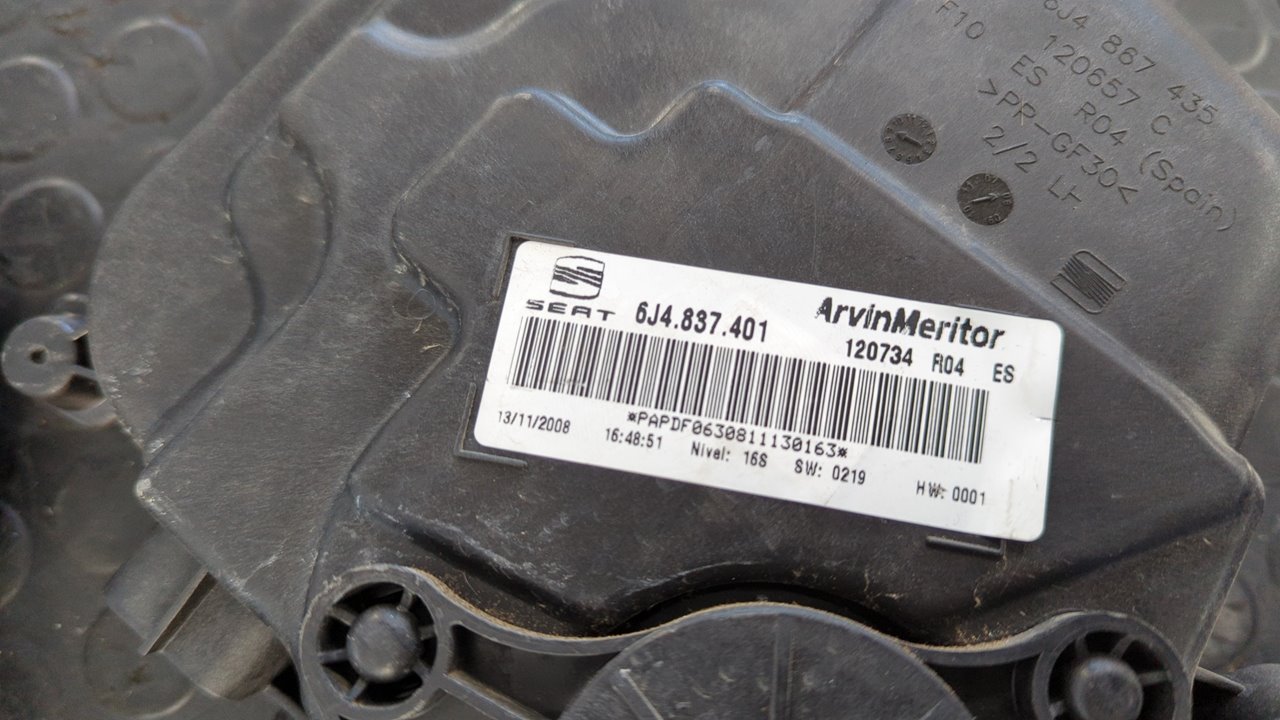 6J4 867 435
F10 120657 C
ES R04 (Spain)
>PR-GF30<
2/2 LH
SEAT 6J4.837.401 ArvinMeritor
120734 R04 ES
*PAPDF0630811130163*
13/11/2008 16:48:51 Nivel: 16S SW: 0219 HW: 0001